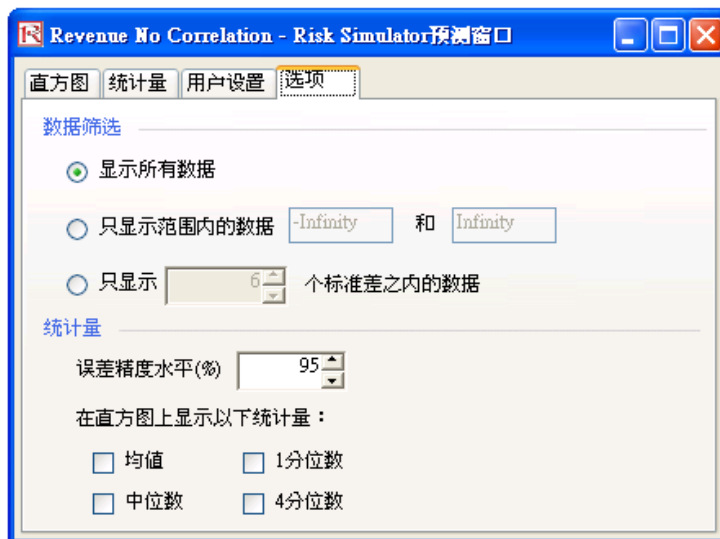 Revenue No Correlation - Risk Simulator预测窗口
直方图 统计量 用户设置 选项
数据筛选
显示所有数据
只显示范围内的数据 -Infinity 和 Infinity
只显示 6 个标准差之内的数据
统计量
误差精度水平(%) 95
在直方图上显示以下统计量：
均值 1分位数
中位数 4分位数